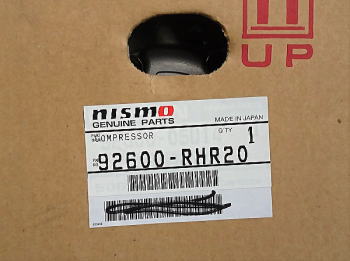 UP
nismo
GENUINE PARTS
MADE IN JAPAN
COMPRESSOR
Q'TY 1
92600-RHR20